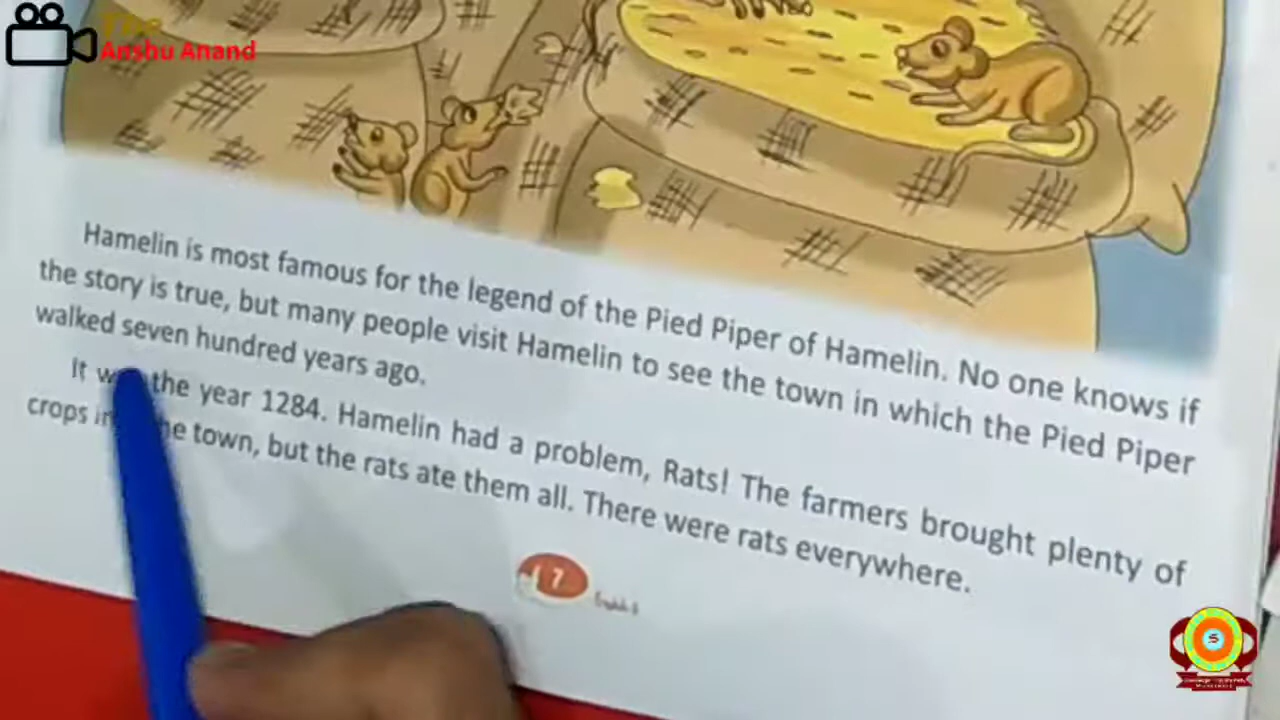 The
Anshu Anand
Hamelin is most famous for the legend of the Pied Piper of Hamelin. No one knows if
the story is true, but many people visit Hamelin to see the town in which the Pied Piper
walked seven hundred years ago.
It the year 1284. Hamelin had a problem, Rats! The farmers brought plenty of
crops the town, but the rats ate them all. There were rats everywhere.
7
S